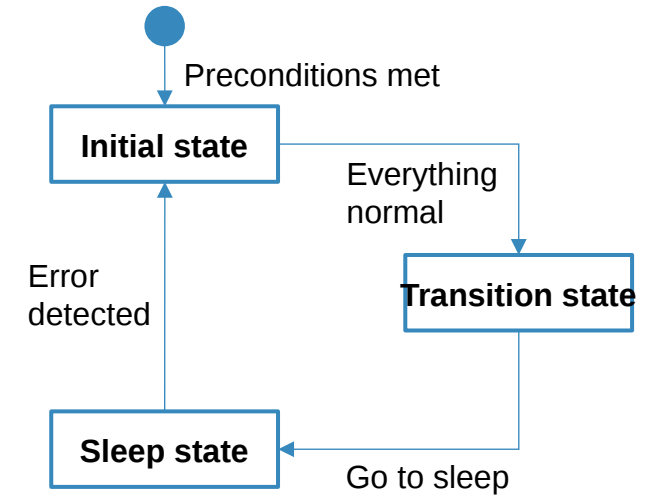 Preconditions met
Initial state
Everything
normal
Error
detected
Transition state
Sleep state
Go to sleep